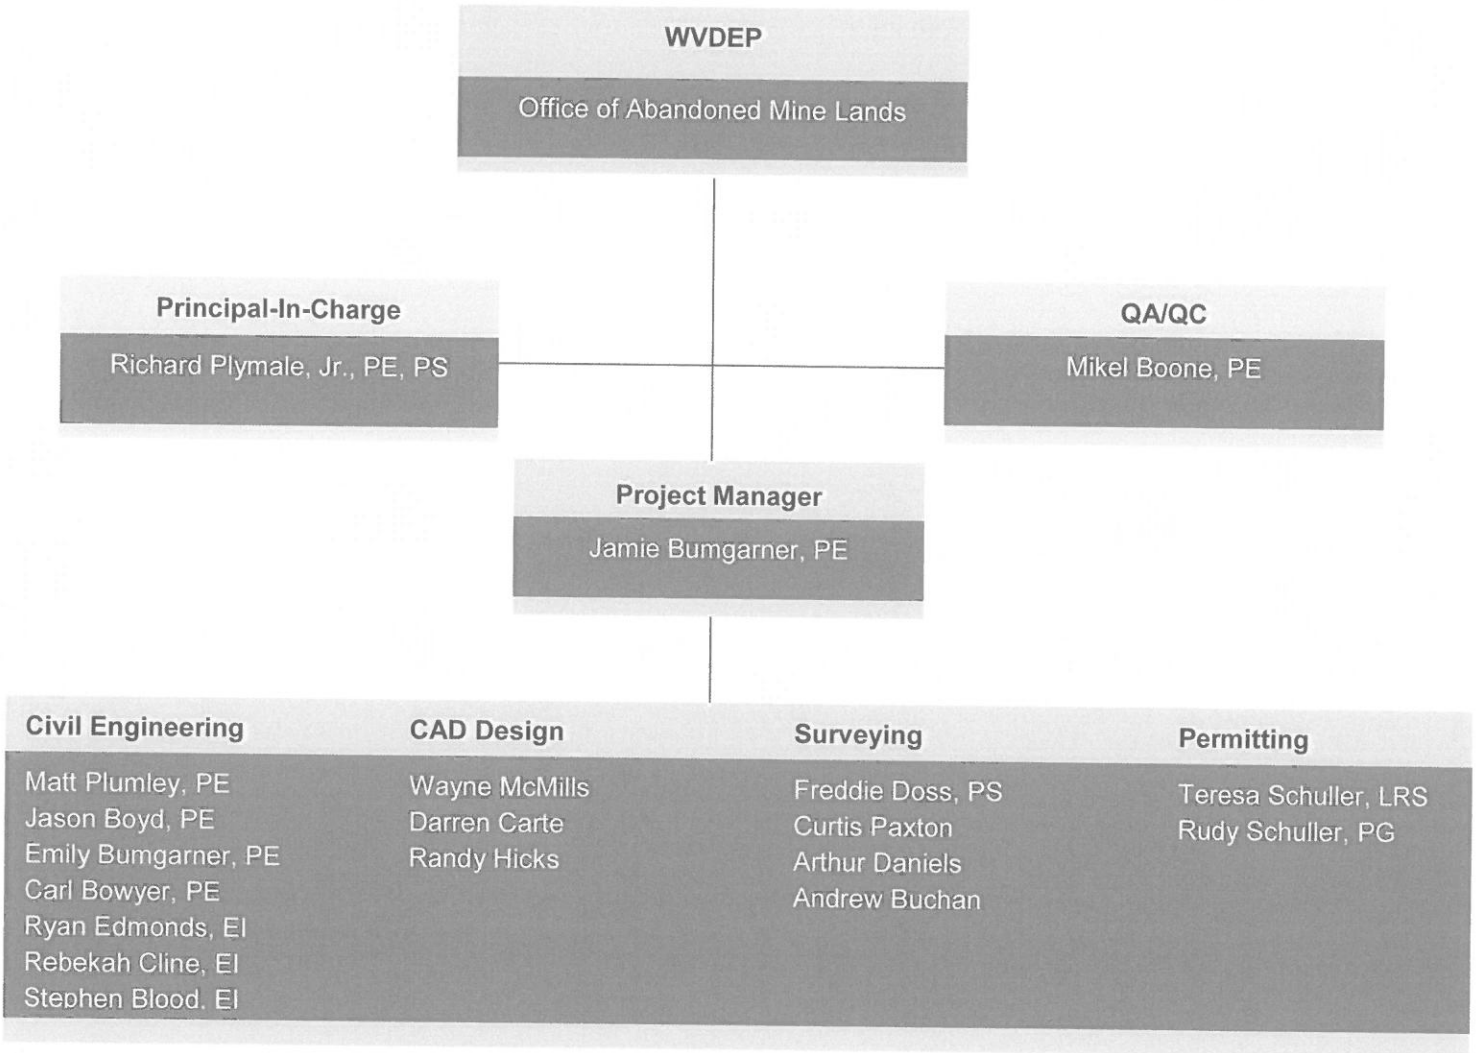 WVDEP
Office of Abandoned Mine Lands
Principal-In-Charge
Richard Plymale, Jr., PE, PS
QA/QC
Mikel Boone, PE
Project Manager
Jamie Bumgarner, PE
Civil Engineering
Matt Plumley, PE
Jason Boyd, PE
Emily Bumgarner, PE
Carl Bowyer, PE
Ryan Edmonds, EI
Rebekah Cline, EI
Stephen Blood, EI
CAD Design
Wayne McMills
Darren Carte
Randy Hicks
Surveying
Freddie Doss, PS
Curtis Paxton
Arthur Daniels
Andrew Buchan
Permitting
Teresa Schuller, LRS
Rudy Schuller, PG